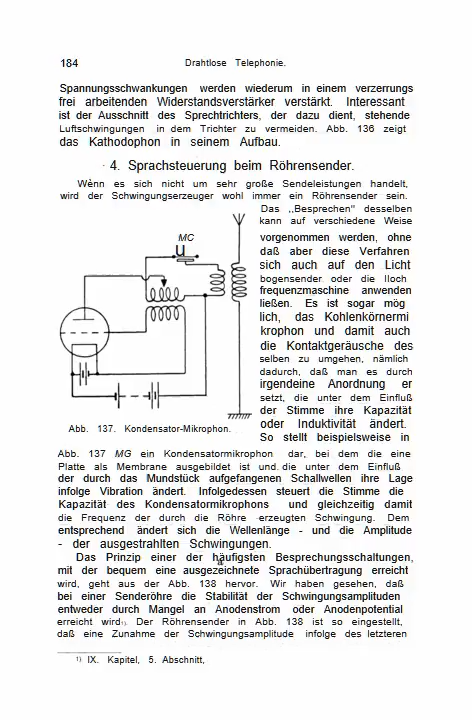 184
Drahtlose Telephonie.
Spannungsschwankungen werden wiederum in einem verzerrungs
frei arbeitenden Widerstandsverstärker verstärkt. Interessant
ist der Ausschnitt des Sprechtrichters, der dazu dient, stehende
Luftschwingungen in dem Trichter zu vermeiden. Abb. 136 zeigt
das Kathodophon in seinem Aufbau.
· 4. Sprachsteuerung beim Röhrensender.
Wènn es sich nicht um sehr große Sendeleistungen handelt,
wird der Schwingungserzeuger wohl immer ein Röhrensender sein.
Das ,,Besprechen" desselben
kann auf verschiedene Weise
vorgenommen werden, ohne
daß aber diese Verfahren
sich auch auf den Licht
bogensender oder die Iloch
frequenzmaschine anwenden
ließen. Es ist sogar mög
lich, das Kohlenkörnermi
krophon und damit auch
die Kontaktgeräusche des
selben zu umgehen, nämlich
dadurch, daß man es durch
irgendeine Anordnung er
setzt, die unter dem Einfluß
der Stimme ihre Kapazität
oder Induktivität ändert.
So stellt beispielsweise in
MC
Abb. 137. Kondensator-Mikrophon.
Abb. 137 MG ein Kondensatormikrophon dar, bei dem die eine
Platte als Membrane ausgebildet ist und. die unter dem Einfluß
der durch das Mundstück aufgefangenen Schallwellen ihre Lage
infolge Vibration ändert. Infolgedessen steuert die Stimme die
Kapazität des Kondensatormikrophons und gleichzeitig damit
die Frequenz der durch die Röhre ·erzeugten Schwingung. Dem
entsprechend ändert sich die Wellenlänge - und die Amplitude
- der ausgestrahlten Schwingungen.
Das Prinzip einer der häufigsten Besprechungsschaltungen,
mit der bequem eine ausgezeichnete Sprachübertragung erreicht
wird, geht aus der Abb. 138 hervor. Wir haben gesehen, daß
bei einer Senderöhre die Stabilität der Schwingungsamplituden
entweder durch Mangel an Anodenstrom oder Anodenpotential
erreicht wird1). Der Röhrensender in Abb. 138 ist so eingestellt,
daß eine Zunahme der Schwingungsamplitude infolge des letzteren
1) IX. Kapitel, 5. Abschnitt,